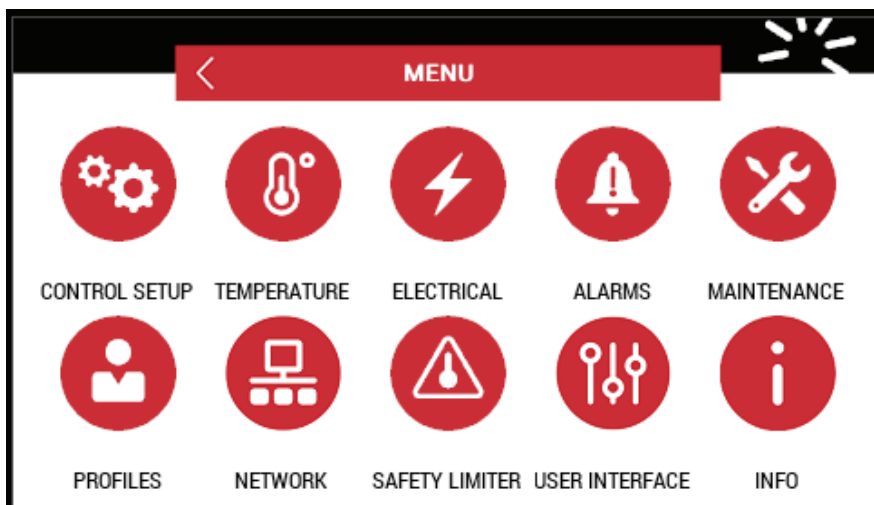 MENU
CONTROL SETUP TEMPERATURE ELECTRICAL ALARMS MAINTENANCE
PROFILES NETWORK SAFETY LIMITER USER INTERFACE INFO